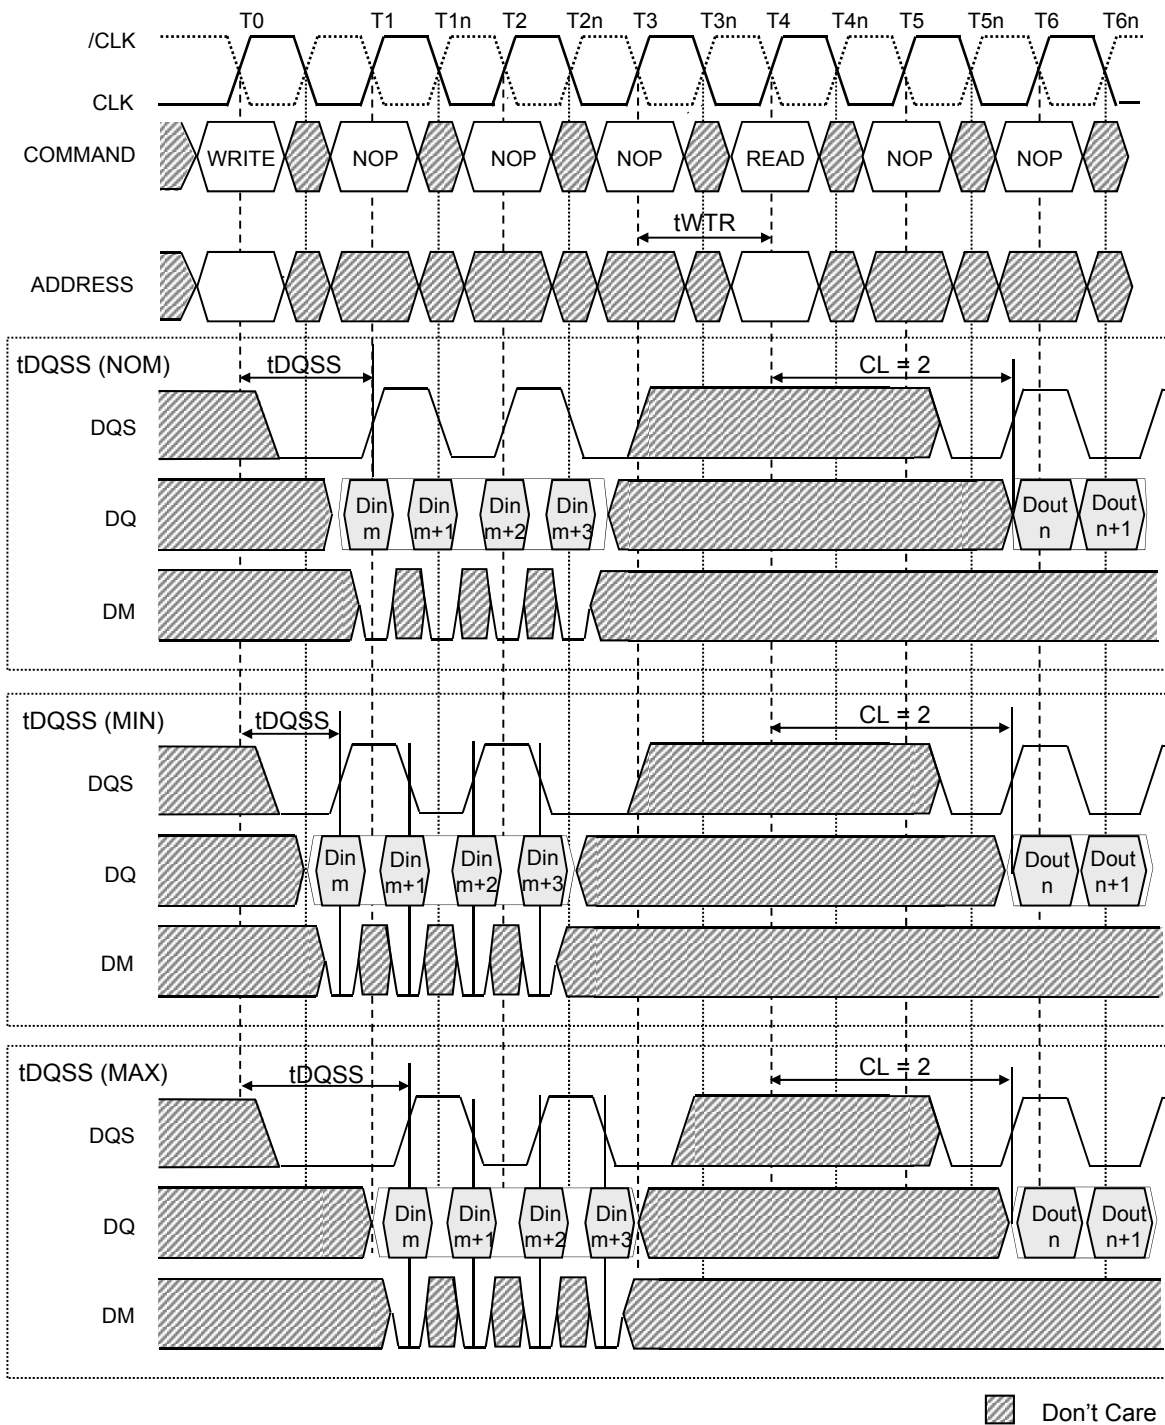 T0 T1 T1n T2 T2n T3 T3n T4 T4n T5 T5n T6 T6n
/CLK
CLK
COMMAND WRITE NOP NOP NOP READ NOP NOP
tWTR
ADDRESS
tDQSS (NOM) tDQSS CL = 2
DQS
DQ Din m Din m+1 Din m+2 Din m+3 Dout n Dout n+1
DM
tDQSS (MIN) tDQSS CL = 2
DQS
DQ Din m Din m+1 Din m+2 Din m+3 Dout n Dout n+1
DM
tDQSS (MAX) tDQSS CL = 2
DQS
DQ Din m Din m+1 Din m+2 Din m+3 Dout n Dout n+1
DM
Don't Care